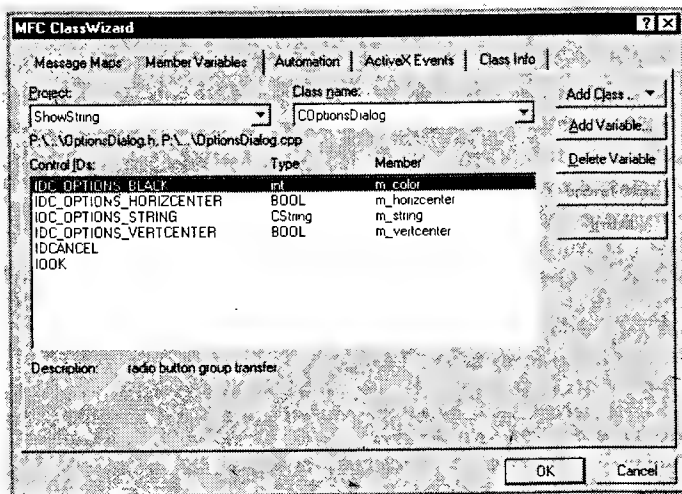 MFC ClassWizard
Message Maps Member Variables Automation ActiveX Events Class Info
Project: Class name:
ShowString COptionsDialog
Add Class...
P:\...\OptionsDialog.h, P:\...\OptionsDialog.cpp
Add Variable...
Control IDs: Type Member
Delete Variable
IDC_OPTIONS_BLACK int m_color
IDC_OPTIONS_HORIZCENTER BOOL m_horizcenter
IDC_OPTIONS_STRING CString m_string
IDC_OPTIONS_VERTCENTER BOOL m_vertcenter
IDCANCEL
IDOK
Description: radio button group transfer
OK Cancel